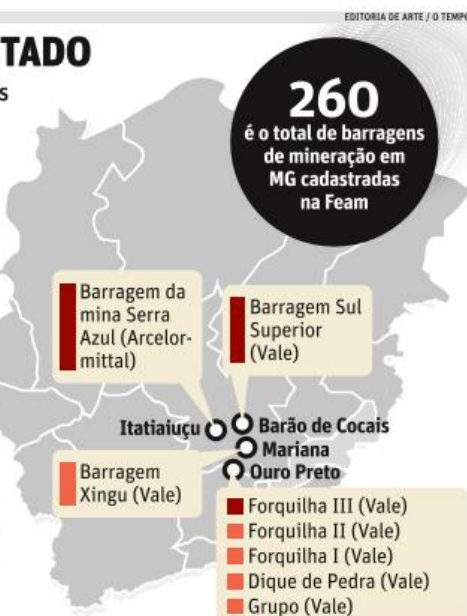 EDITORIA DE ARTE / O TEMPO
TADO
S
260
é o total de barragens
de mineração em
MG cadastradas
na Feam
Barragem da
mina Serra
Azul (Arcelor-
mittal)
Barragem Sul
Superior
(Vale)
Itatiaiuçu
Barão de Cocais
Mariana
Ouro Preto
Barragem
Xingu (Vale)
Forquilha III (Vale)
Forquilha II (Vale)
Forquilha I (Vale)
Dique de Pedra (Vale)
Grupo (Vale)